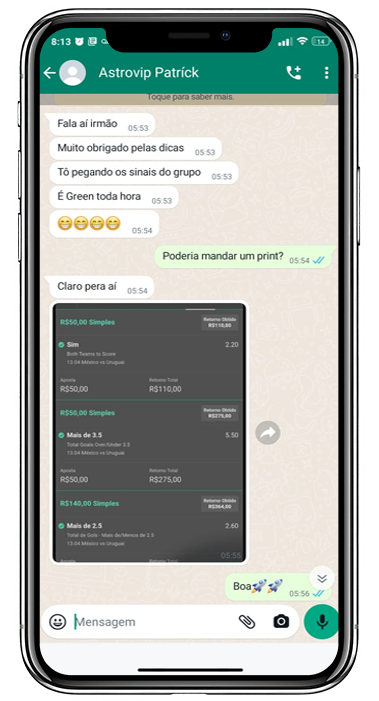 8:13
Astrovip Patríck
Toque para saber mais.
Fala aí irmão 05:53
Muito obrigado pelas dicas 05:53
Tô pegando os sinais do grupo 05:53
É Green toda hora 05:53
05:54
Poderia mandar um print? 05:54
Claro pera aí 05:54
R$50,00 Simples Retorno Obtido
R$110,00
Sim 2.20
Both Teams to Score
13:04 México vs Uruguai
Aposta Retorno Total
R$50,00 R$110,00
R$50,00 Simples Retorno Obtido
R$275,00
Mais de 3.5 5.50
Total Goals Over/Under 3.5
13:04 México vs Uruguai
Aposta Retorno Total
R$50,00 R$275,00
R$140,00 Simples Retorno Obtido
R$364,00
Mais de 2.5 2.60
Total de Gols - Mais de/Menos de 2.5
13:04 México vs Uruguai
05:55
Boa🚀🚀 05:56
Mensagem